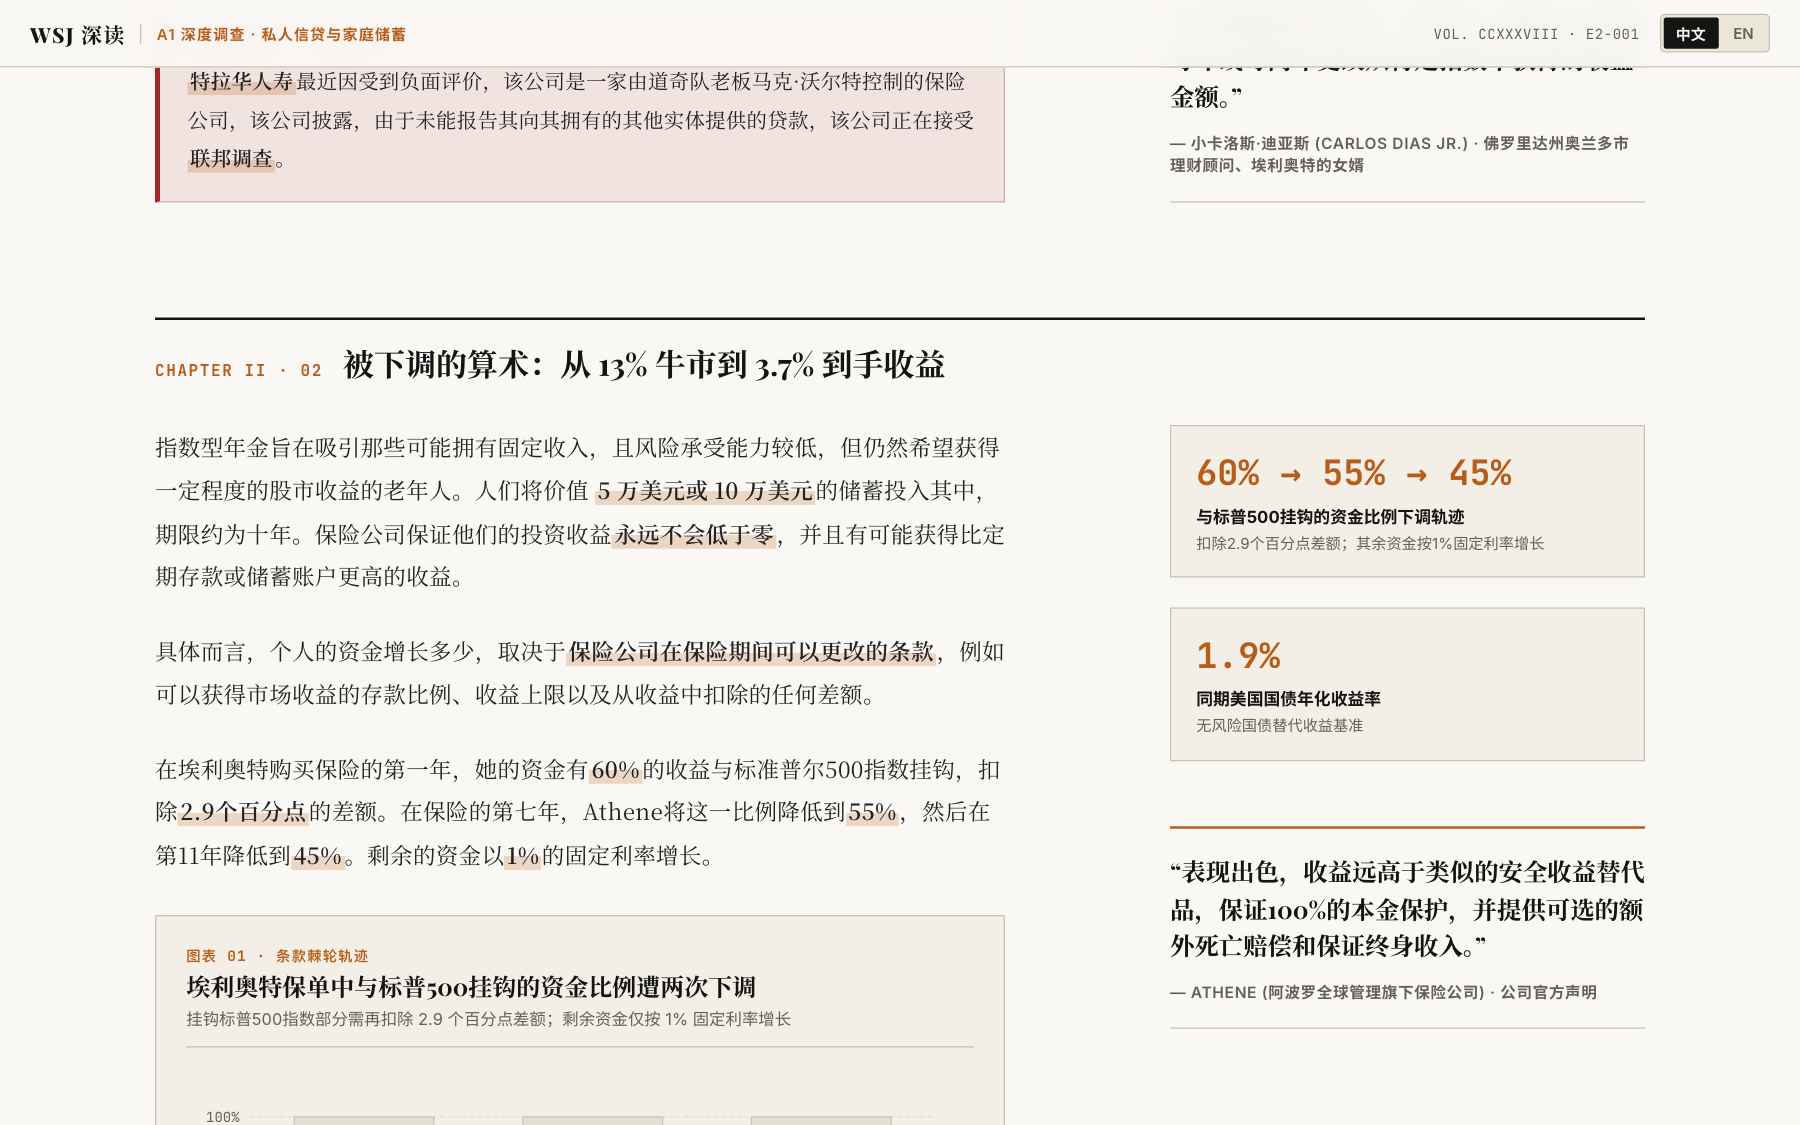 WSJ 深读
A1 深度调查 · 私人信贷与家庭储蓄
VOL. CCXXXVIII · E2-001
中文
EN
特拉华人寿最近因受到负面评价，该公司是一家由道奇队老板马克·沃尔特控制的保险
公司，该公司披露，由于未能报告其向其拥有的其他实体提供的贷款，该公司正在接受
联邦调查。
金额。”
— 小卡洛斯·迪亚斯 (CARLOS DIAS JR.) · 佛罗里达州奥兰多市
理财顾问、埃利奥特的女婿
CHAPTER II · 02
被下调的算术：从 13% 牛市到 3.7% 到手收益
指数型年金旨在吸引那些可能拥有固定收入，且风险承受能力较低，但仍然希望获得
一定程度的股市收益的老年人。人们将价值 5 万美元或 10 万美元的储蓄投入其中，
期限约为十年。保险公司保证他们的投资收益永远不会低于零，并且有可能获得比定
期存款或储蓄账户更高的收益。
具体而言，个人的资金增长多少，取决于保险公司在保险期间可以更改的条款，例如
可以获得市场收益的存款比例、收益上限以及从收益中扣除的任何差额。
在埃利奥特购买保险的第一年，她的资金有60%的收益与标准普尔500指数挂钩，扣
除2.9个百分点的差额。在保险的第七年，Athene将这一比例降低到55%，然后在
第11年降低到45%。剩余的资金以1%的固定利率增长。
图表 01 · 条款棘轮轨迹
埃利奥特保单中与标普500挂钩的资金比例遭两次下调
挂钩标普500指数部分需再扣除 2.9 个百分点差额；剩余资金仅按 1% 固定利率增长
100%
60% → 55% → 45%
与标普500挂钩的资金比例下调轨迹
扣除2.9个百分点差额；其余资金按1%固定利率增长
1.9%
同期美国国债年化收益率
无风险国债替代收益基准
“表现出色，收益远高于类似的安全收益替代
品，保证100%的本金保护，并提供可选的额
外死亡赔偿和保证终身收入。”
— ATHENE (阿波罗全球管理旗下保险公司) · 公司官方声明